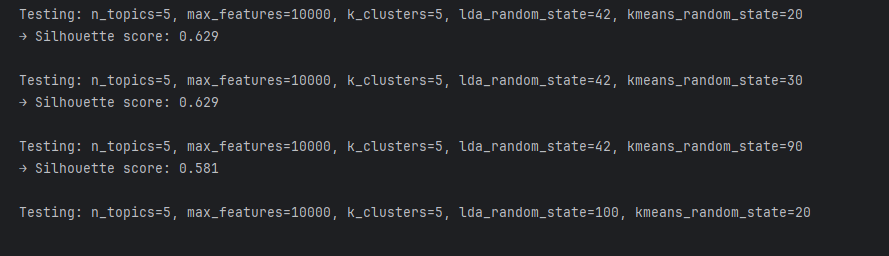 Testing: n_topics=5, max_features=10000, k_clusters=5, lda_random_state=42, kmeans_random_state=20
→ Silhouette score: 0.629
Testing: n_topics=5, max_features=10000, k_clusters=5, lda_random_state=42, kmeans_random_state=30
→ Silhouette score: 0.629
Testing: n_topics=5, max_features=10000, k_clusters=5, lda_random_state=42, kmeans_random_state=90
→ Silhouette score: 0.581
Testing: n_topics=5, max_features=10000, k_clusters=5, lda_random_state=100, kmeans_random_state=20